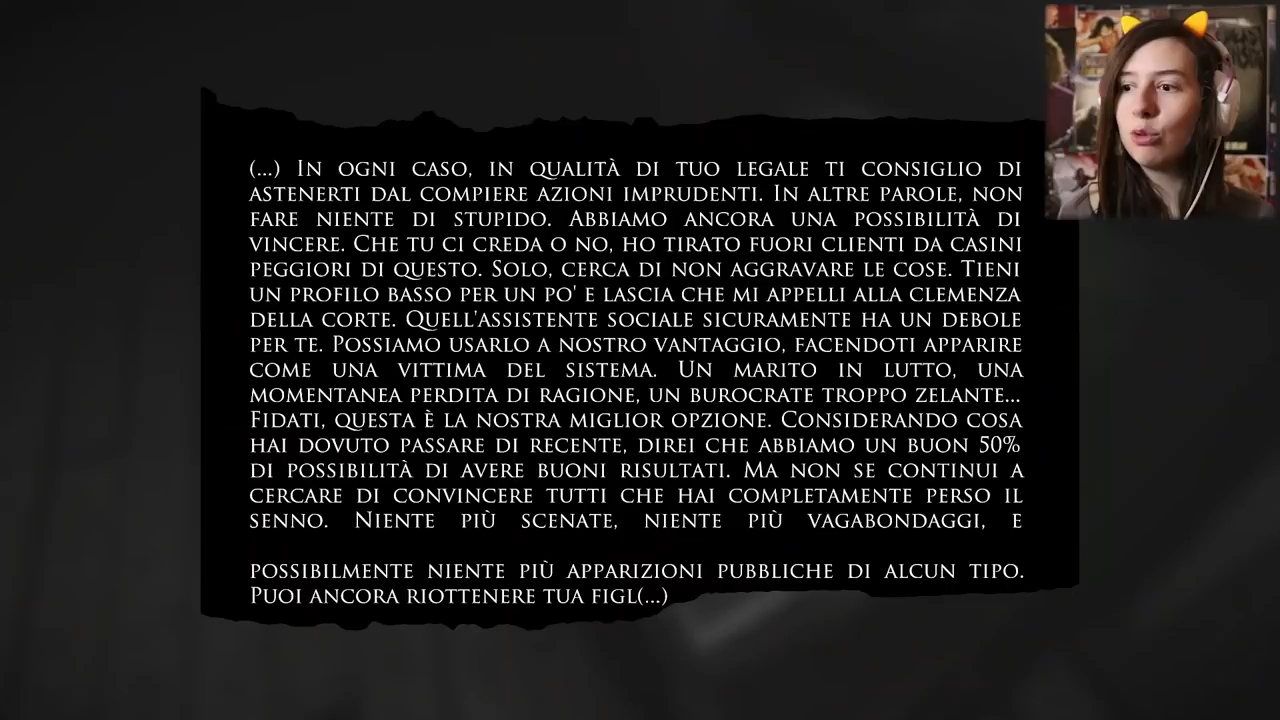 (...) In ogni caso, in qualità di tuo legale ti consiglio di
astenerti dal compiere azioni imprudenti. In altre parole, non
fare niente di stupido. Abbiamo ancora una possibilità di
vincere. Che tu ci creda o no, ho tirato fuori clienti da casini
peggiori di questo. Solo, cerca di non aggravare le cose. Tieni
un profilo basso per un po' e lascia che mi appelli alla clemenza
della corte. Quell'assistente sociale sicuramente ha un debole
per te. Possiamo usarlo a nostro vantaggio, facendoti apparire
come una vittima del sistema. Un marito in lutto, una
momentanea perdita di ragione, un burocrate troppo zelante...
Fidati, questa è la nostra miglior opzione. Considerando cosa
hai dovuto passare di recente, direi che abbiamo un buon 50%
di possibilità di avere buoni risultati. Ma non se continui a
cercare di convincere tutti che hai completamente perso il
senno. Niente più scenate, niente più vagabondaggi, e
possibilmente niente più apparizioni pubbliche di alcun tipo.
Puoi ancora riottenere tua figl(...)